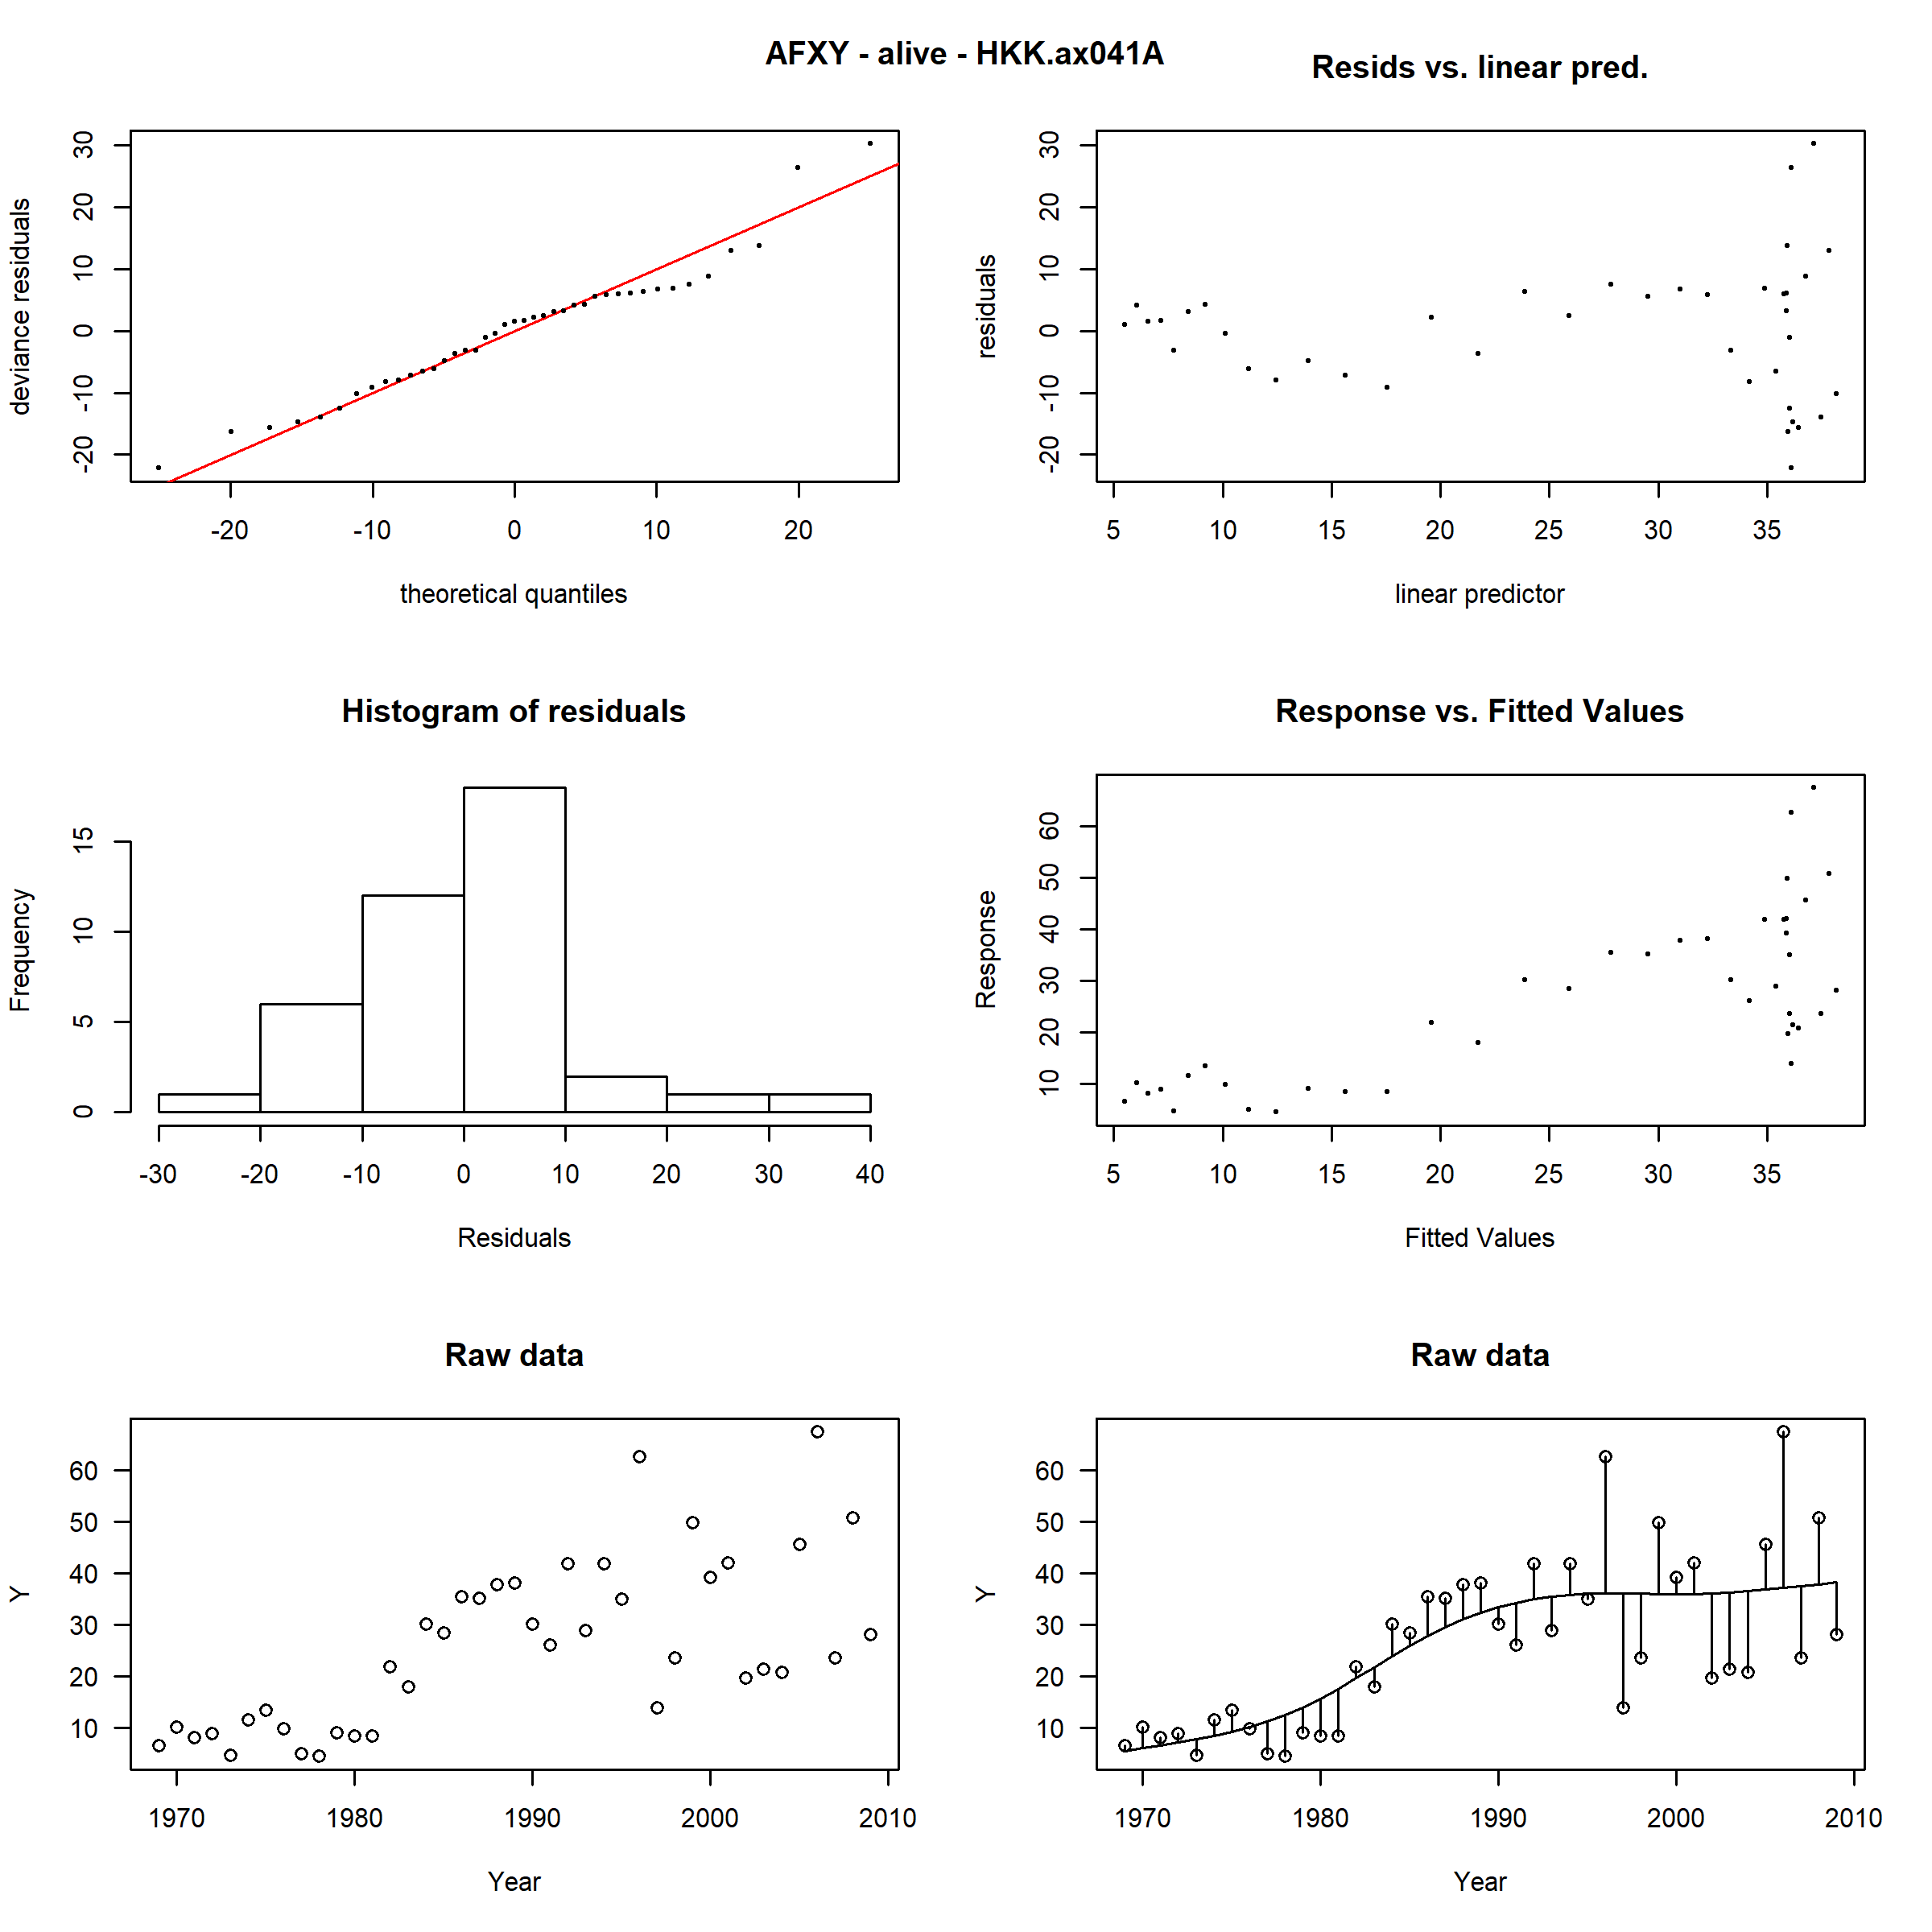 AFXY - alive - HKK.ax041A
Resids vs. linear pred.
deviance residuals
-20 -10 0 10 20 30
-20 -10 0 10 20
theoretical quantiles
residuals
-20 -10 0 10 20 30
5 10 15 20 25 30 35
linear predictor
Histogram of residuals
Frequency
0 5 10 15
-30 -20 -10 0 10 20 30 40
Residuals
Response vs. Fitted Values
Response
10 20 30 40 50 60
5 10 15 20 25 30 35
Fitted Values
Raw data
Y
60
50
40
30
20
10
1970 1980 1990 2000 2010
Year
Raw data
Y
60
50
40
30
20
10
1970 1980 1990 2000 2010
Year